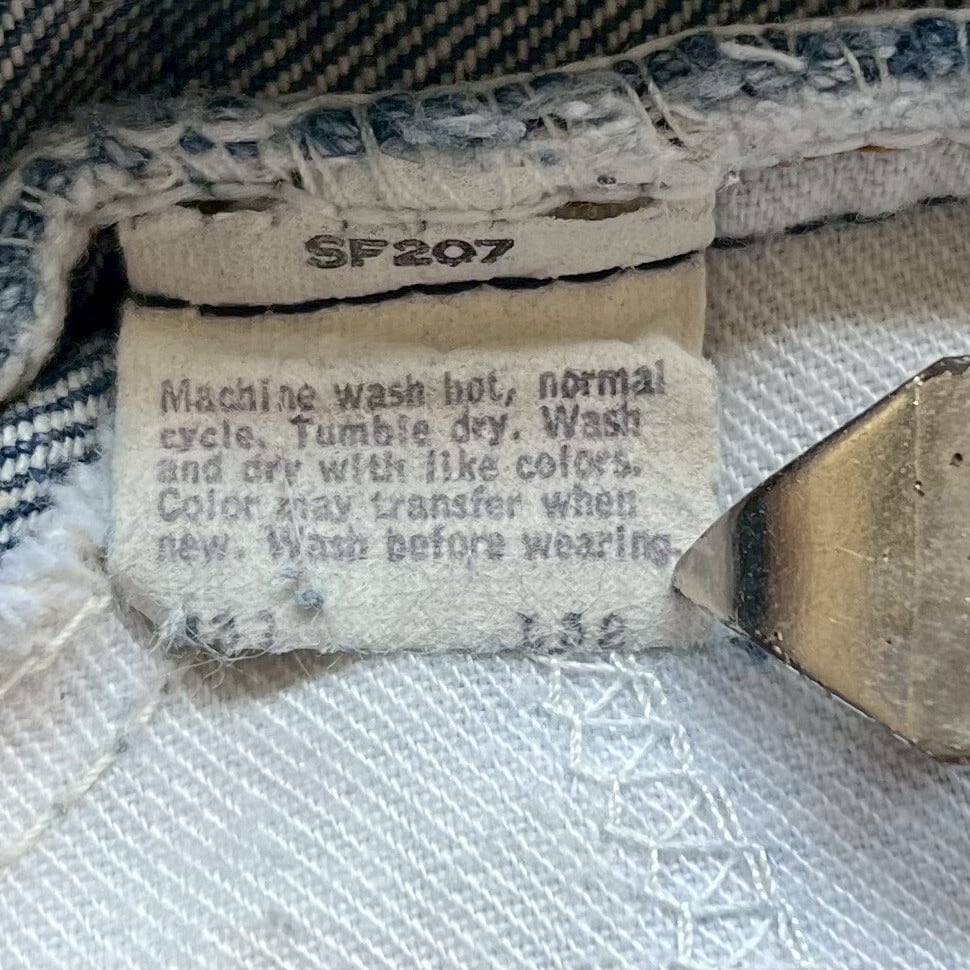 SF207
Machine wash hot, normal
cycle. Tumble dry. Wash
and dry with like colors.
Color may transfer when
new. Wash before wearing.